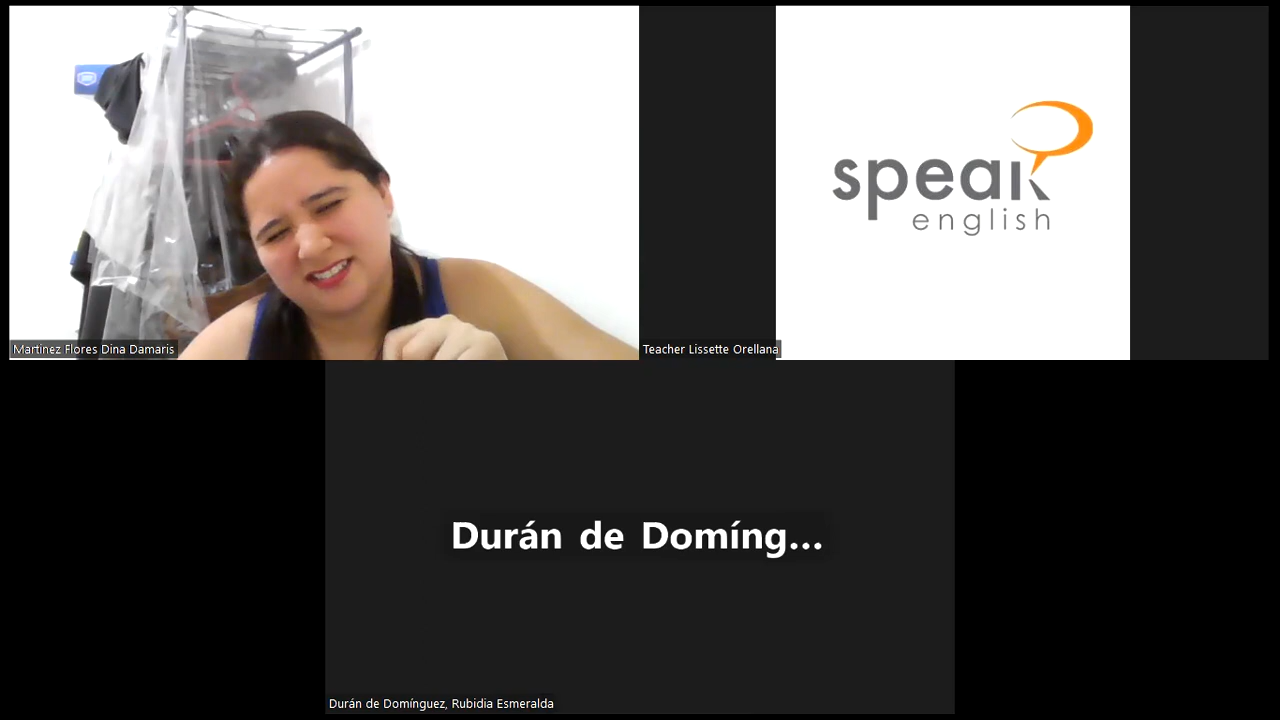 speak
english
Martinez Flores Dina Damaris
Teacher Lissette Orellana
Durán de Domíng...
Durán de Domínguez, Rubidia Esmeralda